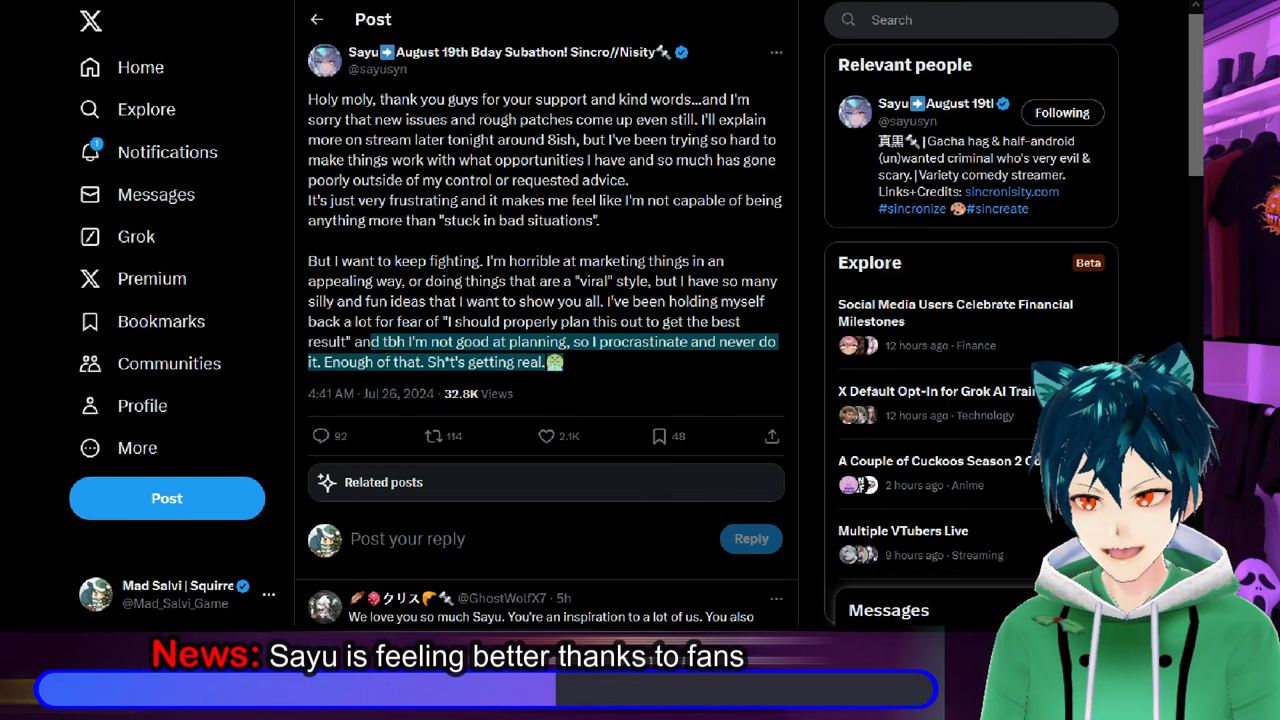 Home
Explore
Notifications
1
Messages
Grok
Premium
Bookmarks
Communities
Profile
More
Post
Mad Salvi | Squirre
@Mad_Salvi_Game
Post
Sayu➡️August 19th Bday Subathon! Sincro//Nisity🔩
@sayusyn
Holy moly, thank you guys for your support and kind words...and I'm
sorry that new issues and rough patches come up even still. I'll explain
more on stream later tonight around 8ish, but I've been trying so hard to
make things work with what opportunities I have and so much has gone
poorly outside of my control or requested advice.
It's just very frustrating and it makes me feel like I'm not capable of being
anything more than "stuck in bad situations".
But I want to keep fighting. I'm horrible at marketing things in an
appealing way, or doing things that are a "viral" style, but I have so many
silly and fun ideas that I want to show you all. I've been holding myself
back a lot for fear of "I should properly plan this out to get the best
result" and tbh I'm not good at planning, so I procrastinate and never do
it. Enough of that. Sh*t's getting real.😤
4:41 AM · Jul 26, 2024 · 32.8K Views
92 114 2.1K 48
Related posts
Post your reply
Reply
クリス @GhostWolfX7 · 5h
We love you so much Sayu. You're an inspiration to a lot of us. You also
Search
Relevant people
Sayu➡️August 19tl
@sayusyn
Following
真黒🔩|Gacha hag & half-android
(un)wanted criminal who's very evil &
scary.|Variety comedy streamer.
Links+Credits: sincronisity.com
#sincronize 🎨#sincreate
Explore
Beta
Social Media Users Celebrate Financial
Milestones
12 hours ago · Finance
X Default Opt-In for Grok AI Trai
12 hours ago · Technology
A Couple of Cuckoos Season 2 C
2 hours ago · Anime
Multiple VTubers Live
9 hours ago · Streaming
Messages
News: Sayu is feeling better thanks to fans